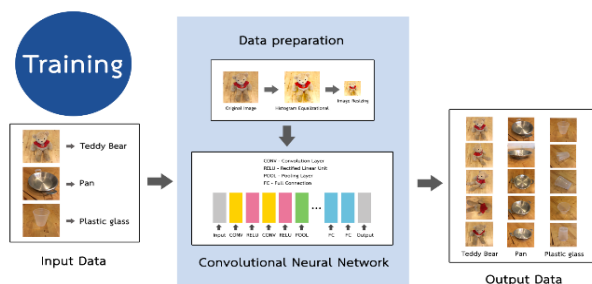 Training
Teddy Bear
Pan
Plastic glass
Input Data
Data preparation
Original Image
Histogram Equalizational
Image Resizing
CONV - Convolution Layer
RELU - Rectified Linear Unit
POOL - Pooling Layer
FC - Full Connection
...
Input CONV RELU CONV RELU POOL FC FC Output
Convolutional Neural Network
Teddy Bear Pan Plastic glass
Output Data